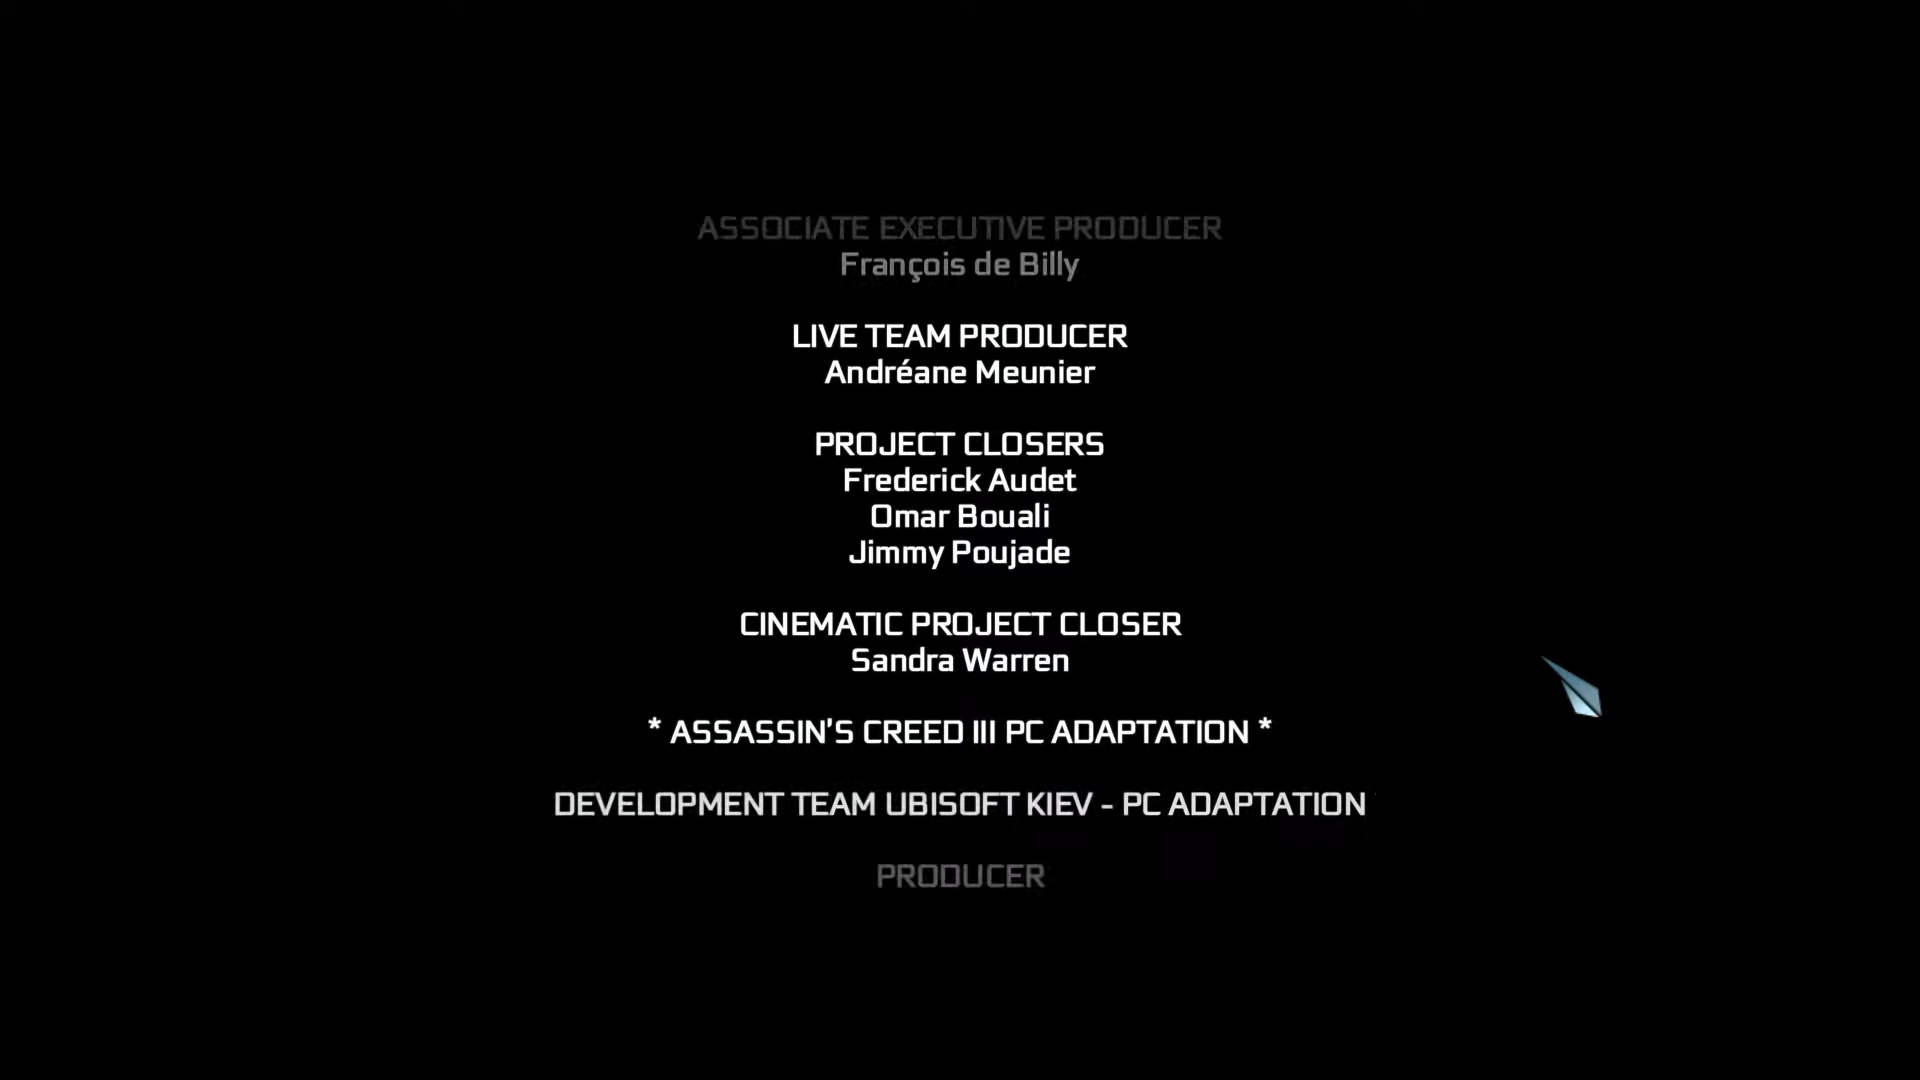 ASSOCIATE EXECUTIVE PRODUCER
François de Billy
LIVE TEAM PRODUCER
Andréane Meunier
PROJECT CLOSERS
Frederick Audet
Omar Bouali
Jimmy Poujade
CINEMATIC PROJECT CLOSER
Sandra Warren
* ASSASSIN'S CREED III PC ADAPTATION *
DEVELOPMENT TEAM UBISOFT KIEV - PC ADAPTATION
PRODUCER